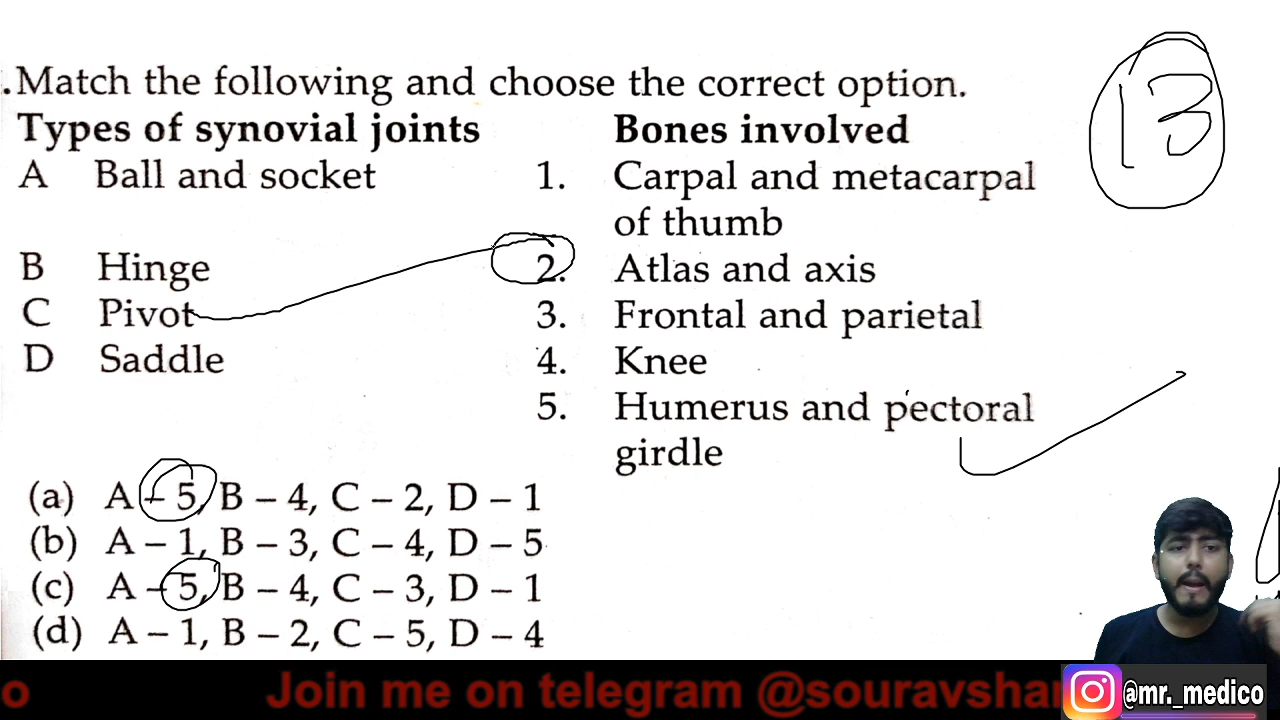 .Match the following and choose the correct option.
Types of synovial joints Bones involved
A Ball and socket 1. Carpal and metacarpal
of thumb
B Hinge 2. Atlas and axis
C Pivot 3. Frontal and parietal
D Saddle 4. Knee
5. Humerus and pectoral
girdle
(a) A – 5, B – 4, C – 2, D – 1
(b) A – 1, B – 3, C – 4, D – 5
(c) A – 5, B – 4, C – 3, D – 1
(d) A – 1, B – 2, C – 5, D – 4
13
o Join me on telegram @souravshar
@mr._medico